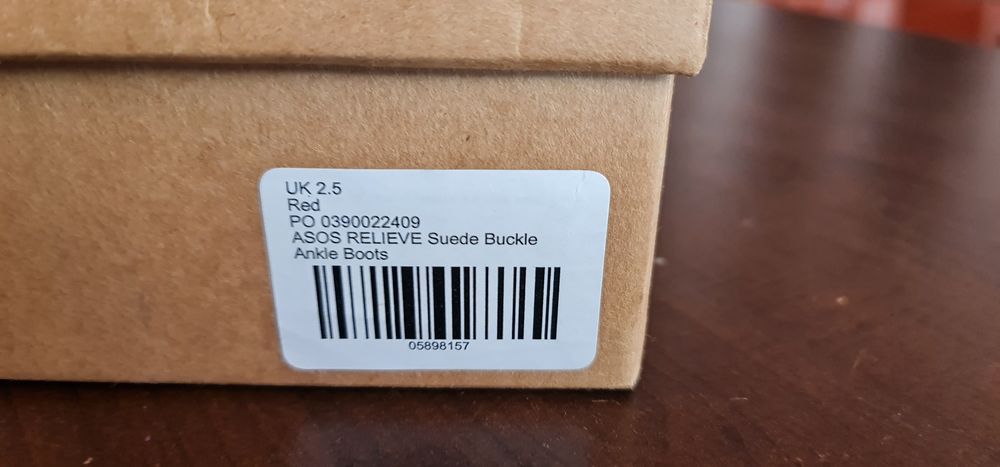 UK 2.5
Red
PO 0390022409
ASOS RELIEVE Suede Buckle
Ankle Boots
05898157